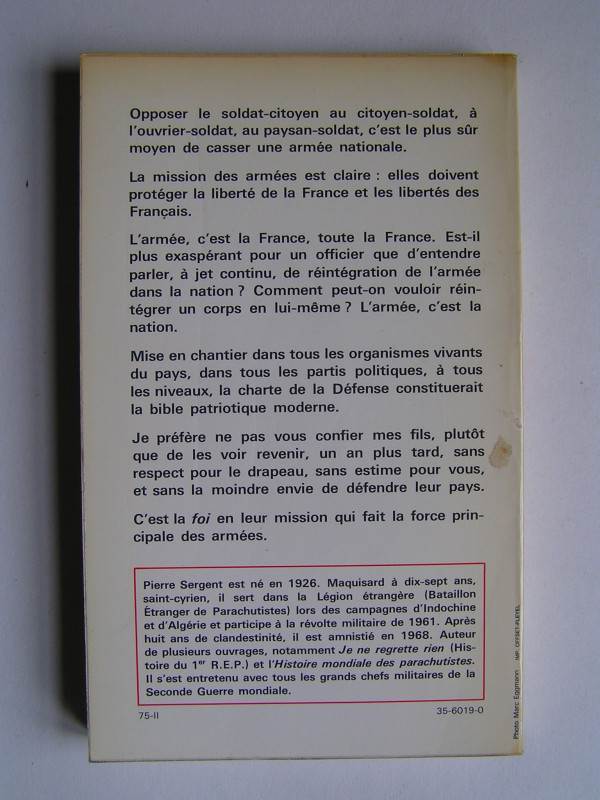 Opposer le soldat-citoyen au citoyen-soldat, à
l'ouvrier-soldat, au paysan-soldat, c'est le plus sûr
moyen de casser une armée nationale.
La mission des armées est claire : elles doivent
protéger la liberté de la France et les libertés des
Français.
L'armée, c'est la France, toute la France. Est-il
plus exaspérant pour un officier que d'entendre
parler, à jet continu, de réintégration de l'armée
dans la nation ? Comment peut-on vouloir réin-
tégrer un corps en lui-même ? L'armée, c'est la
nation.
Mise en chantier dans tous les organismes vivants
du pays, dans tous les partis politiques, à tous
les niveaux, la charte de la Défense constituerait
la bible patriotique moderne.
Je préfère ne pas vous confier mes fils, plutôt
que de les voir revenir, un an plus tard, sans
respect pour le drapeau, sans estime pour vous,
et sans la moindre envie de défendre leur pays.
C'est la foi en leur mission qui fait la force prin-
cipale des armées.
Pierre Sergent est né en 1926. Maquisard à dix-sept ans,
saint-cyrien, il sert dans la Légion étrangère (Bataillon
Étranger de Parachutistes) lors des campagnes d'Indochine
et d'Algérie et participe à la révolte militaire de 1961. Après
huit ans de clandestinité, il est amnistié en 1968. Auteur
de plusieurs ouvrages, notamment Je ne regrette rien (His-
toire du 1er R.E.P.) et l'Histoire mondiale des parachutistes.
Il s'est entretenu avec tous les grands chefs militaires de la
Seconde Guerre mondiale.
75-II 35-6019-0
Photo Marc Eggmann IMP. OFFSET-PLEYEL